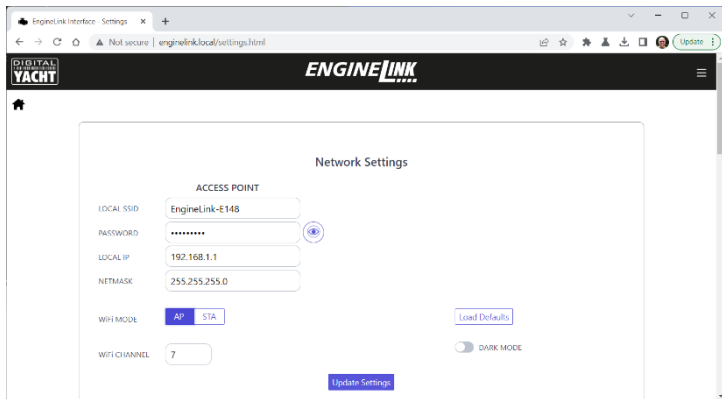 EngineLink Interface - Settings
Update
Not secure | enginelink.local/settings.html
DIGITAL
YACHT
ENGINELINK
Network Settings
ACCESS POINT
LOCAL SSID EngineLink-E148
PASSWORD •••••••••
LOCAL IP 192.168.1.1
NETMASK 255.255.255.0
WiFi MODE AP STA Load Defaults
DARK MODE
WiFi CHANNEL 7
Update Settings